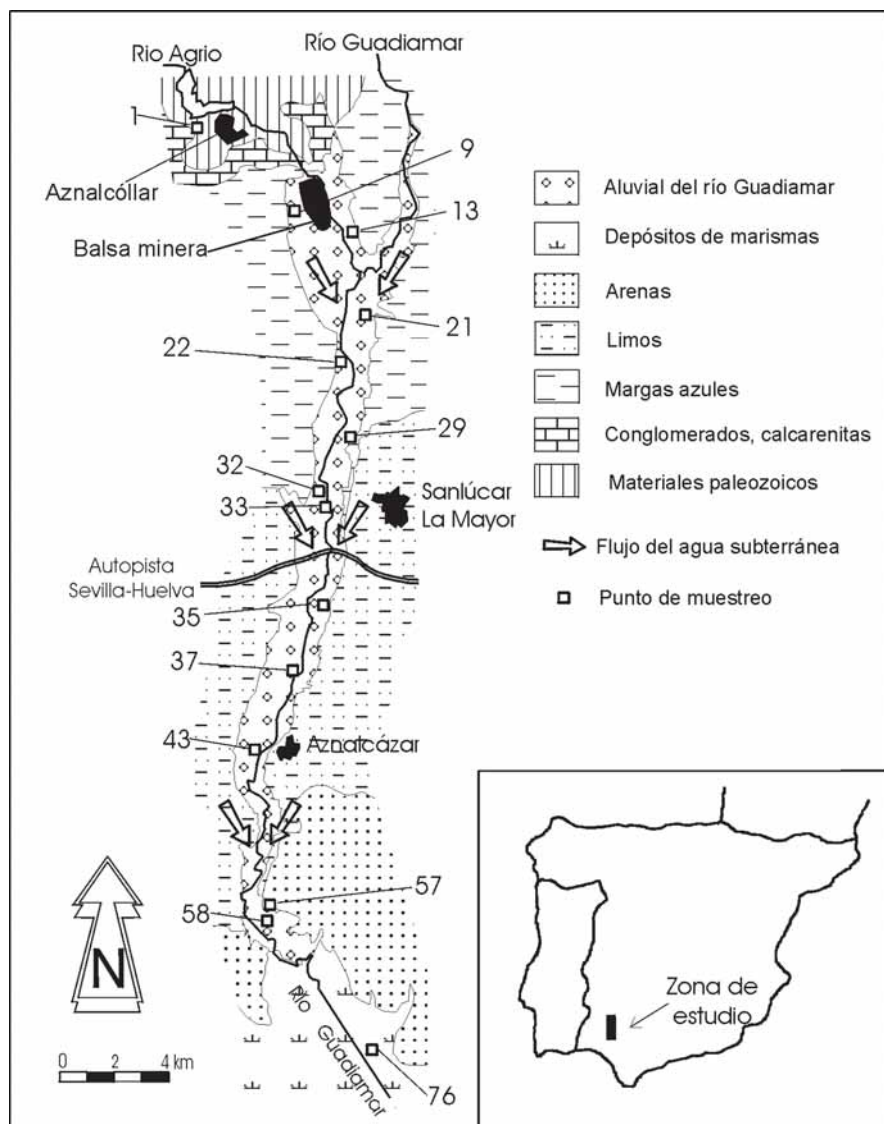 Rio Agrio
Río Guadiamar
1
Aznalcóllar
9
Balsa minera
13
21
22
29
32
33
Sanlúcar
La Mayor
Autopista
Sevilla-Huelva
35
37
43
Aznalcázar
57
58
Río
Guadiamar
76
N
0 2 4 km
Aluvial del río Guadiamar
Depósitos de marismas
Arenas
Limos
Margas azules
Conglomerados, calcarenitas
Materiales paleozoicos
Flujo del agua subterránea
Punto de muestreo
Zona de
estudio